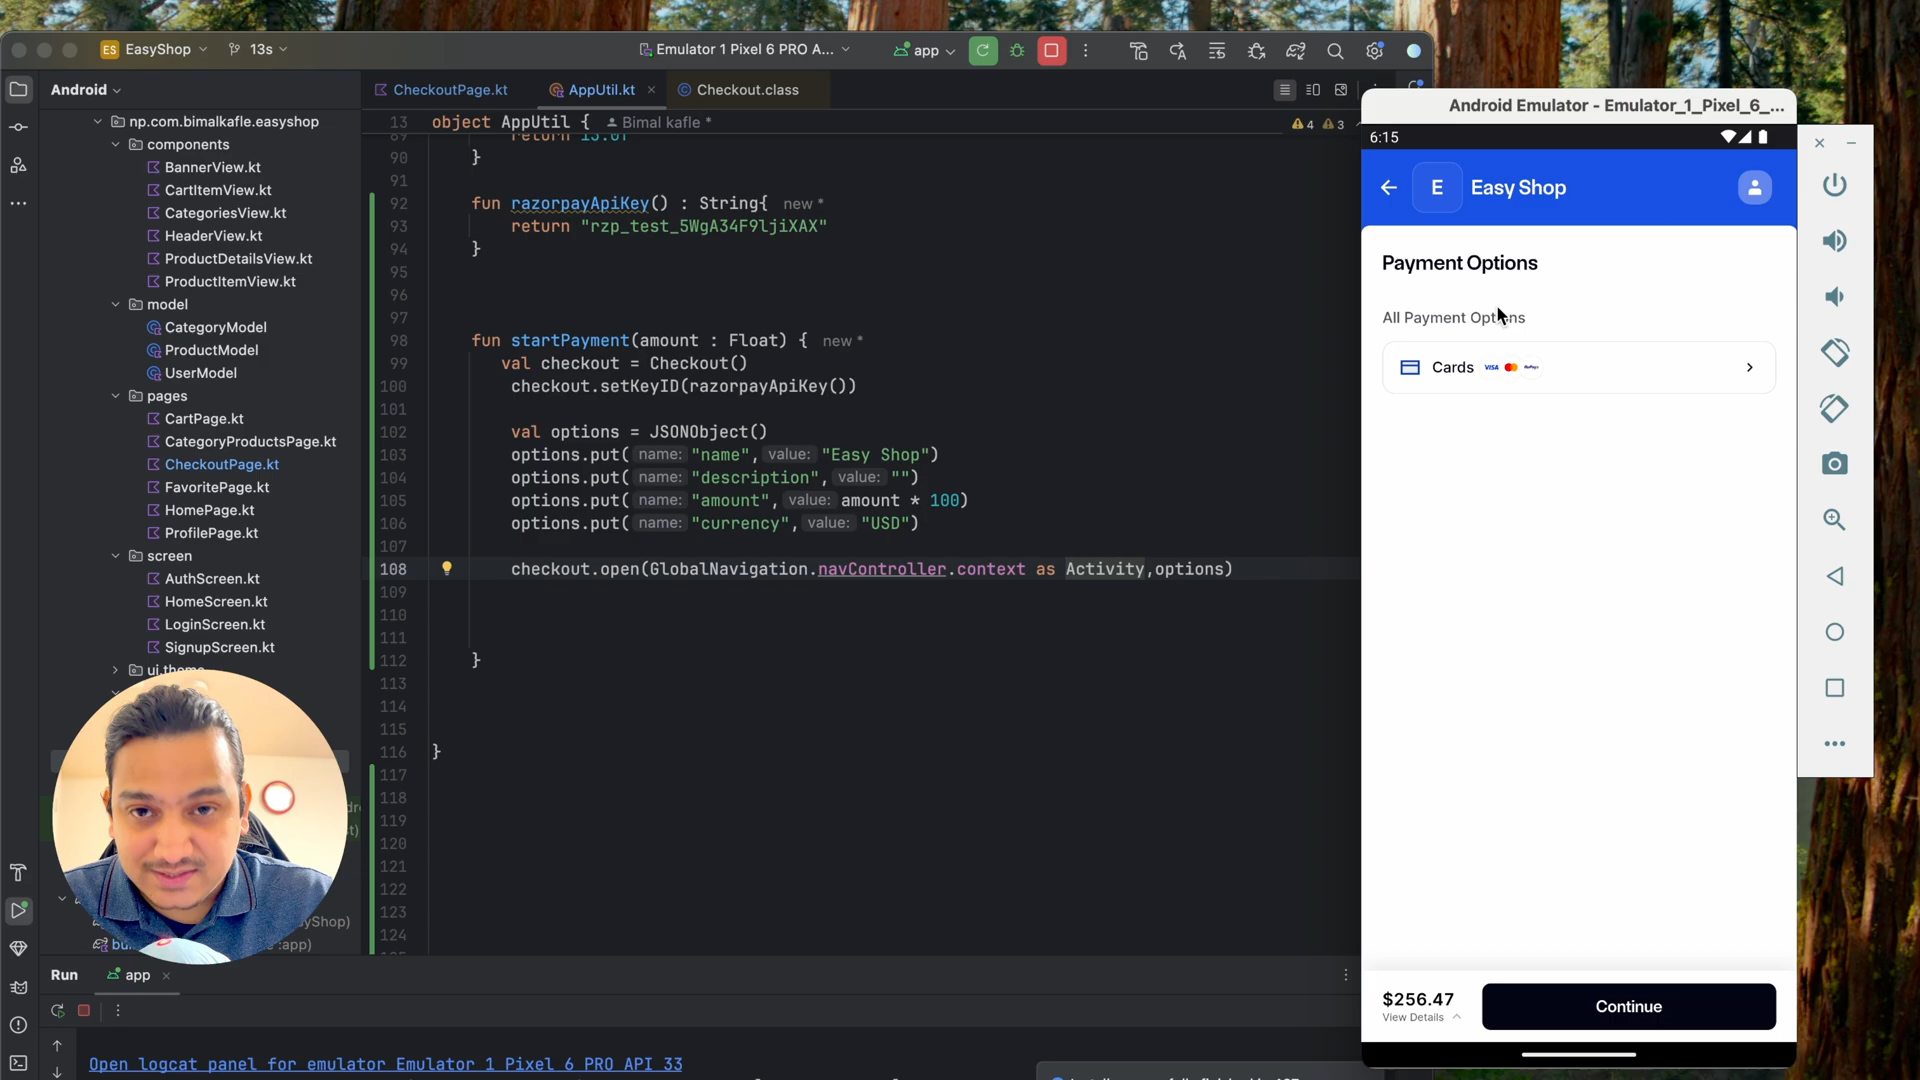 ES EasyShop
13s
Emulator 1 Pixel 6 PRO A...
app
Android
np.com.bimalkafle.easyshop
components
BannerView.kt
CartItemView.kt
CategoriesView.kt
HeaderView.kt
ProductDetailsView.kt
ProductItemView.kt
model
CategoryModel
ProductModel
UserModel
pages
CartPage.kt
CategoryProductsPage.kt
CheckoutPage.kt
FavoritePage.kt
HomePage.kt
ProfilePage.kt
screen
AuthScreen.kt
HomeScreen.kt
LoginScreen.kt
SignupScreen.kt
ui.theme
CheckoutPage.kt
AppUtil.kt
Checkout.class
13 object AppUtil { Bimal kafle *
4 3
90 }
91
92 fun razorpayApiKey() : String{ new *
93 return "rzp_test_5WgA34F9ljiXAX"
94 }
95
96
97
98 fun startPayment(amount : Float) { new *
99 val checkout = Checkout()
100 checkout.setKeyID(razorpayApiKey())
101
102 val options = JSONObject()
103 options.put( name: "name", value: "Easy Shop")
104 options.put( name: "description", value: "")
105 options.put( name: "amount", value: amount * 100)
106 options.put( name: "currency", value: "USD")
107
108 checkout.open(GlobalNavigation.navController.context as Activity,options)
109
110
111
112 }
113
114
115
116 }
117
118
119
120
121
122
123
124
Run
app
Open logcat panel for emulator Emulator 1 Pixel 6 PRO API 33
Android Emulator - Emulator_1_Pixel_6_...
6:15
E Easy Shop
Payment Options
All Payment Options
Cards VISA
$256.47
View Details
Continue